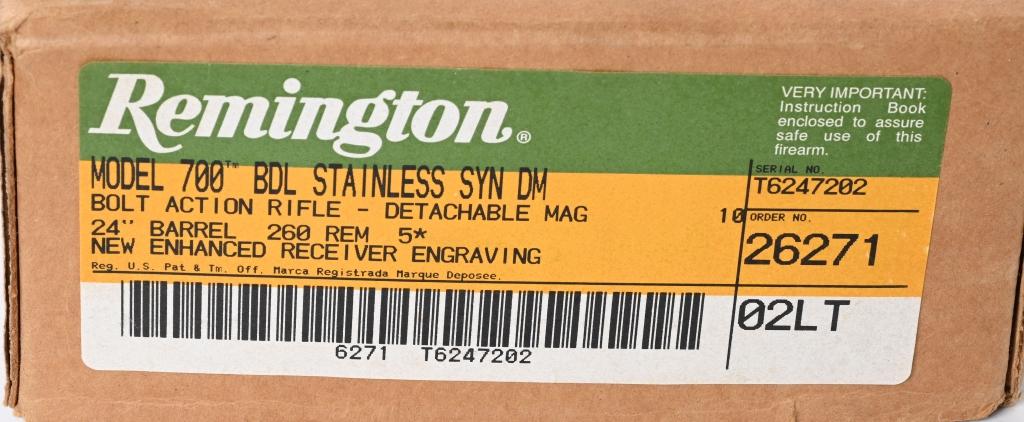 Remington®
VERY IMPORTANT:
Instruction Book
enclosed to assure
safe use of this
firearm.
MODEL 700™ BDL STAINLESS SYN DM
BOLT ACTION RIFLE - DETACHABLE MAG
24" BARREL 260 REM 5*
NEW ENHANCED RECEIVER ENGRAVING
Reg. U.S. Pat & Tm. Off. Marca Registrada Marque Deposee.
SERIAL NO.
T6247202
10 ORDER NO.
26271
02LT
6271 T6247202